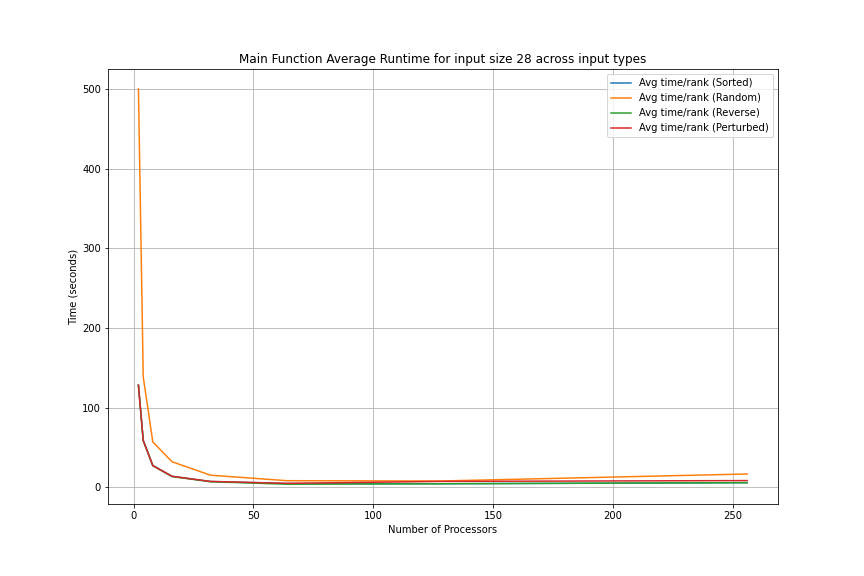 Main Function Average Runtime for input size 28 across input types
Avg time/rank (Sorted)
Avg time/rank (Random)
Avg time/rank (Reverse)
Avg time/rank (Perturbed)
Time (seconds)
500
400
300
200
100
0
0 50 100 150 200 250
Number of Processors